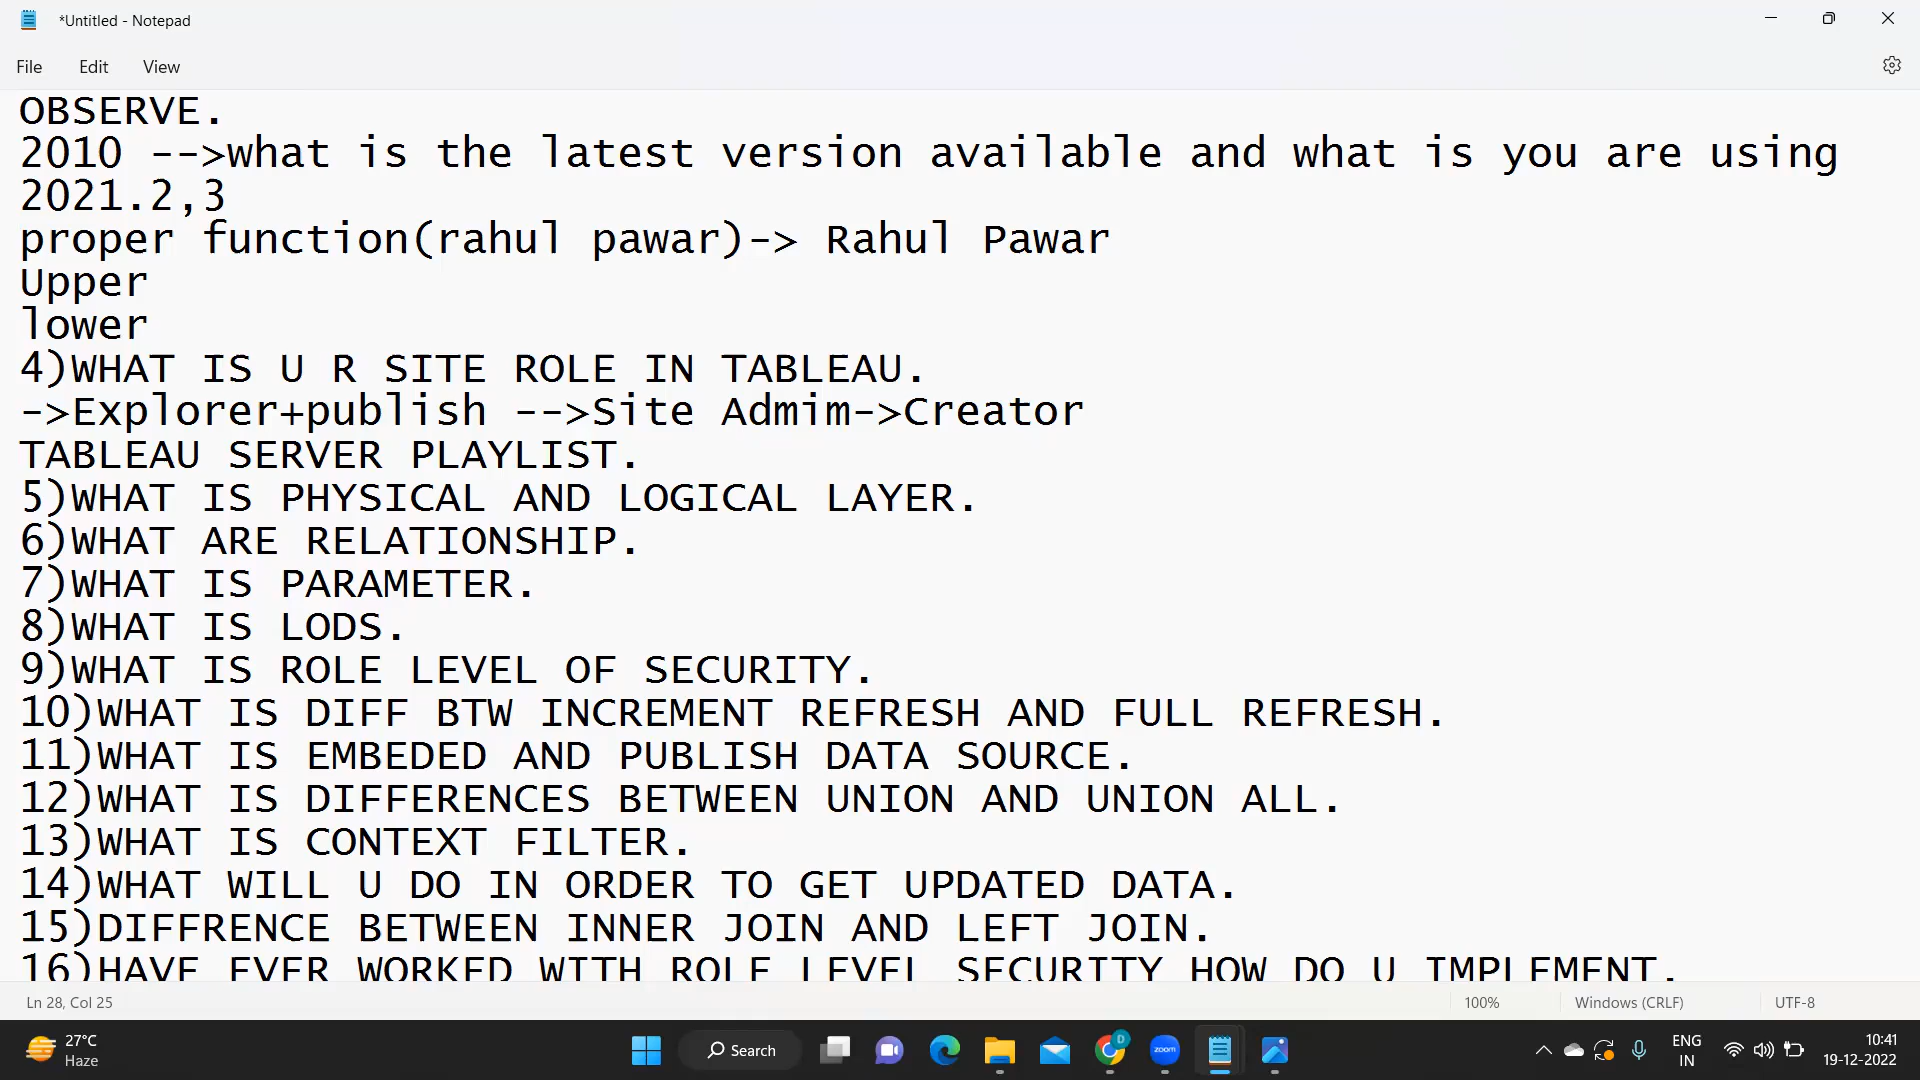 *Untitled - Notepad
File Edit View
OBSERVE.
2010 -->what is the latest version available and what is you are using
2021.2,3
proper function(rahul pawar)-> Rahul Pawar
Upper
lower
4)WHAT IS U R SITE ROLE IN TABLEAU.
->Explorer+publish -->Site Admim->Creator
TABLEAU SERVER PLAYLIST.
5)WHAT IS PHYSICAL AND LOGICAL LAYER.
6)WHAT ARE RELATIONSHIP.
7)WHAT IS PARAMETER.
8)WHAT IS LODS.
9)WHAT IS ROLE LEVEL OF SECURITY.
10)WHAT IS DIFF BTW INCREMENT REFRESH AND FULL REFRESH.
11)WHAT IS EMBEDED AND PUBLISH DATA SOURCE.
12)WHAT IS DIFFERENCES BETWEEN UNION AND UNION ALL.
13)WHAT IS CONTEXT FILTER.
14)WHAT WILL U DO IN ORDER TO GET UPDATED DATA.
15)DIFFRENCE BETWEEN INNER JOIN AND LEFT JOIN.
16)HAVE EVER WORKED WITH ROLE LEVEL SECURITY HOW DO U IMPLEMENT.
Ln 28, Col 25 100% Windows (CRLF) UTF-8
27°C
Haze
Search
D
zoom
ENG
IN
10:41
19-12-2022